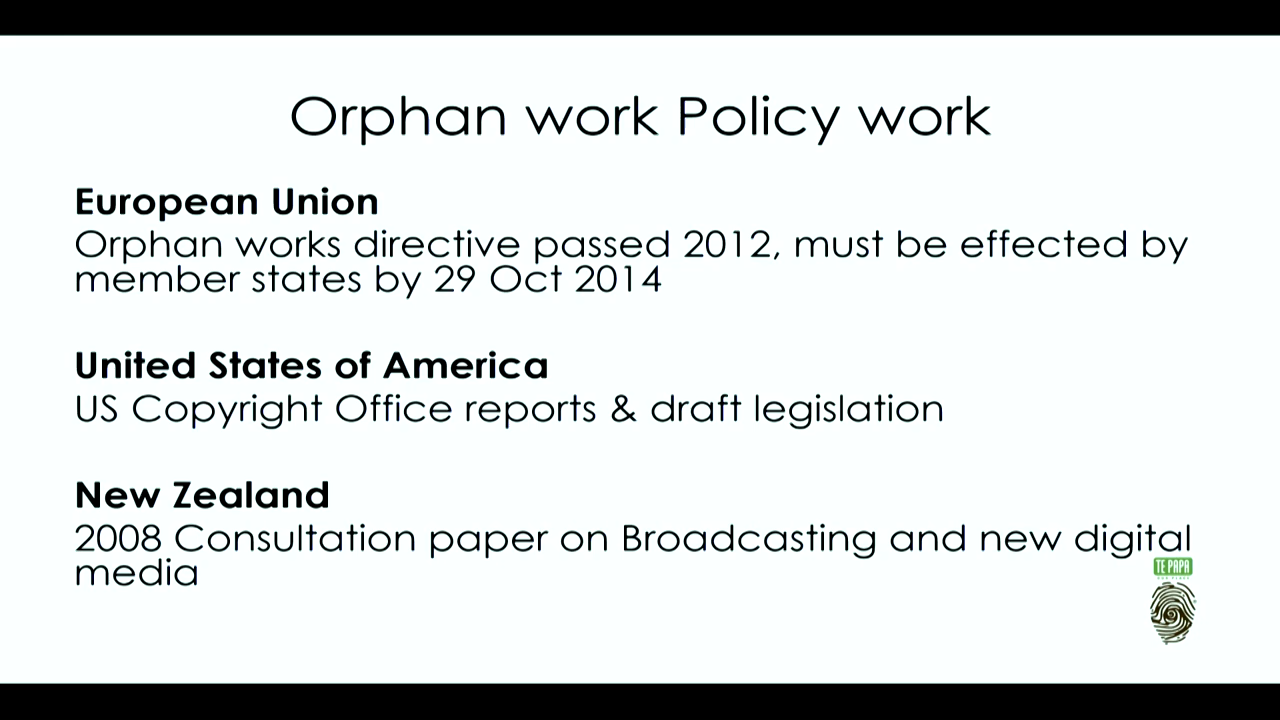 Orphan work Policy work
European Union
Orphan works directive passed 2012, must be effected by
member states by 29 Oct 2014
United States of America
US Copyright Office reports & draft legislation
New Zealand
2008 Consultation paper on Broadcasting and new digital
media
TE PAPA